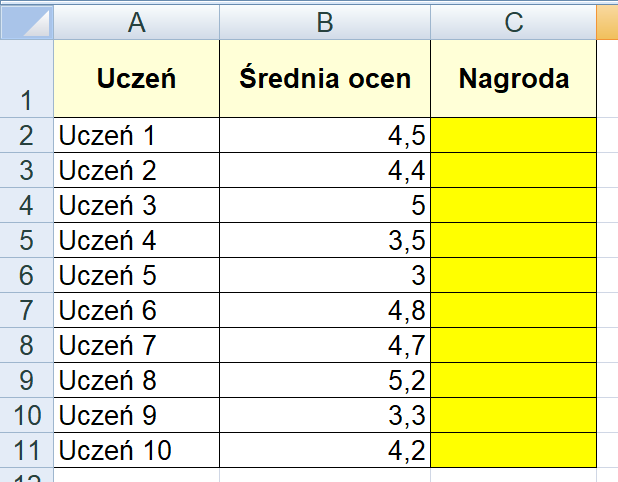 A B C
1 Uczeń Średnia ocen Nagroda
2 Uczeń 1 4,5
3 Uczeń 2 4,4
4 Uczeń 3 5
5 Uczeń 4 3,5
6 Uczeń 5 3
7 Uczeń 6 4,8
8 Uczeń 7 4,7
9 Uczeń 8 5,2
10 Uczeń 9 3,3
11 Uczeń 10 4,2